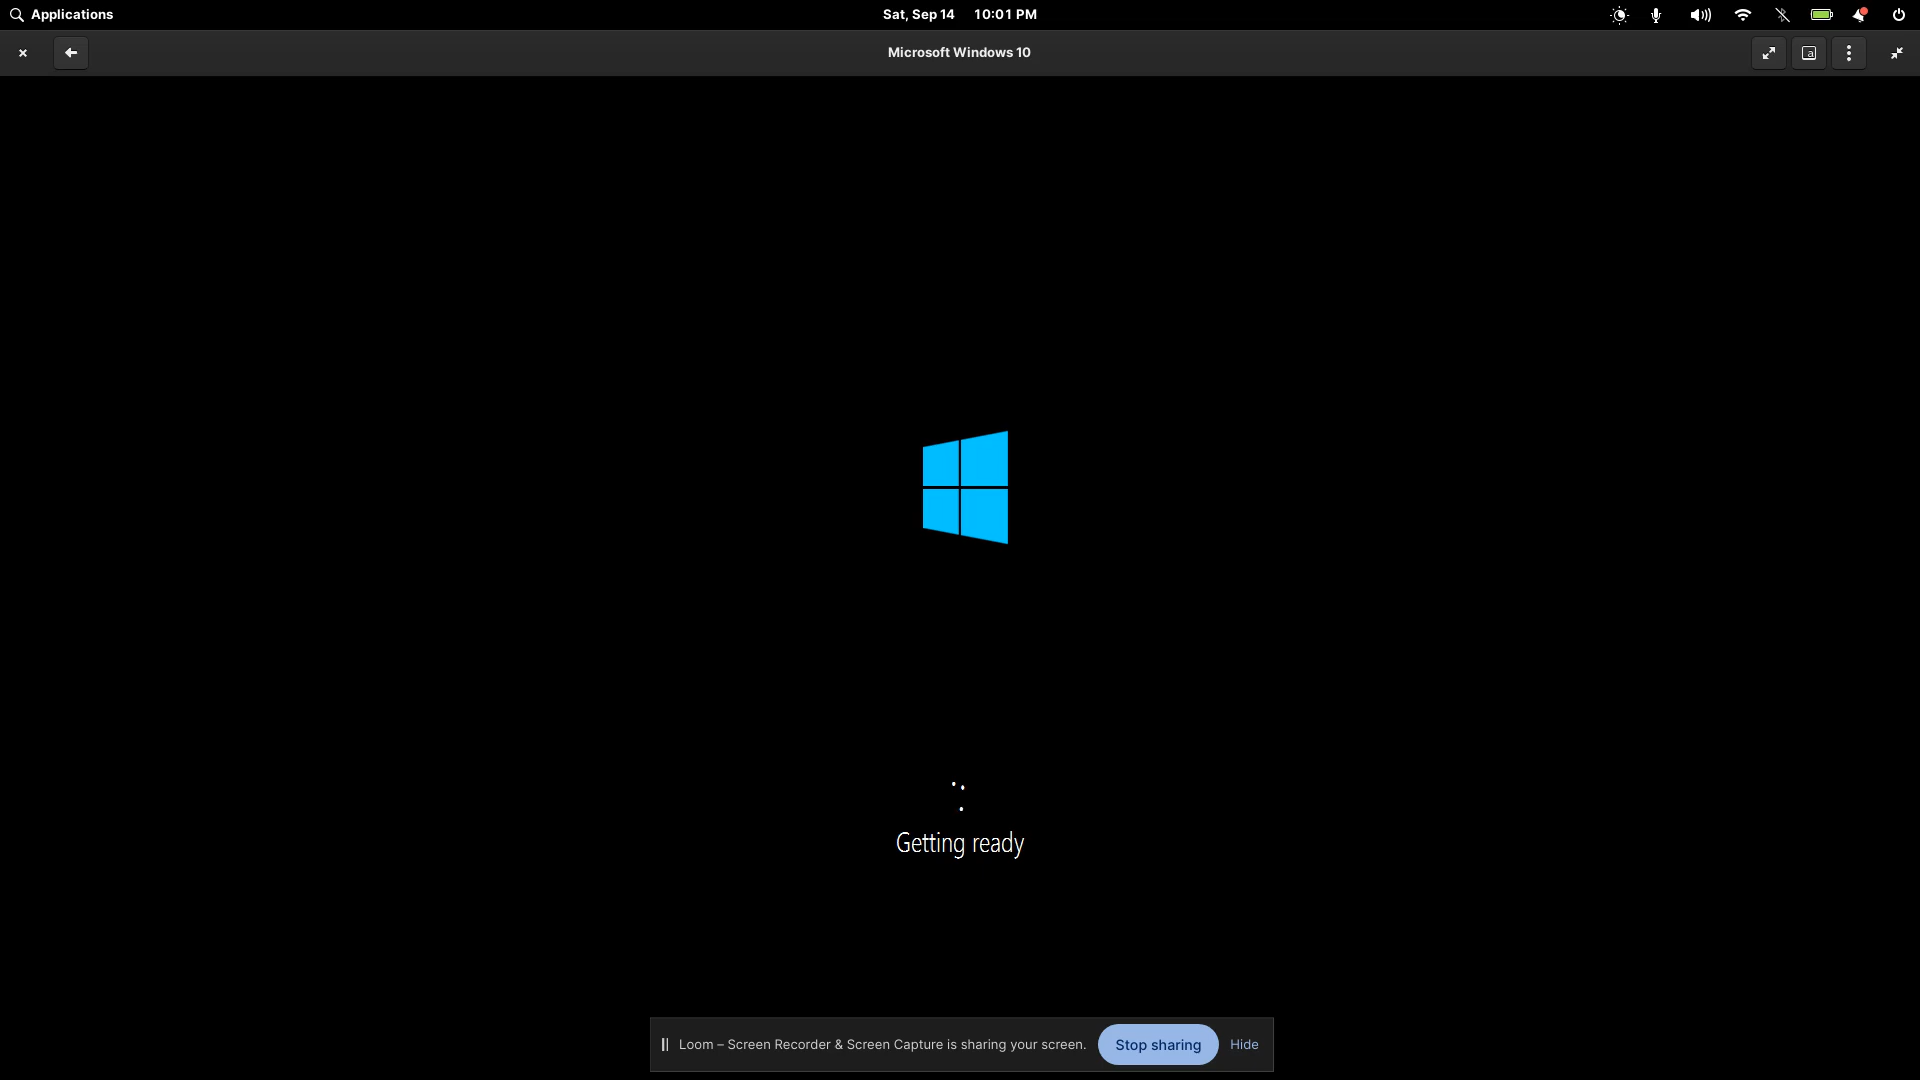 Applications
Sat, Sep 14 10:01 PM
Microsoft Windows 10
a
Getting ready
Loom – Screen Recorder & Screen Capture is sharing your screen.
Stop sharing
Hide